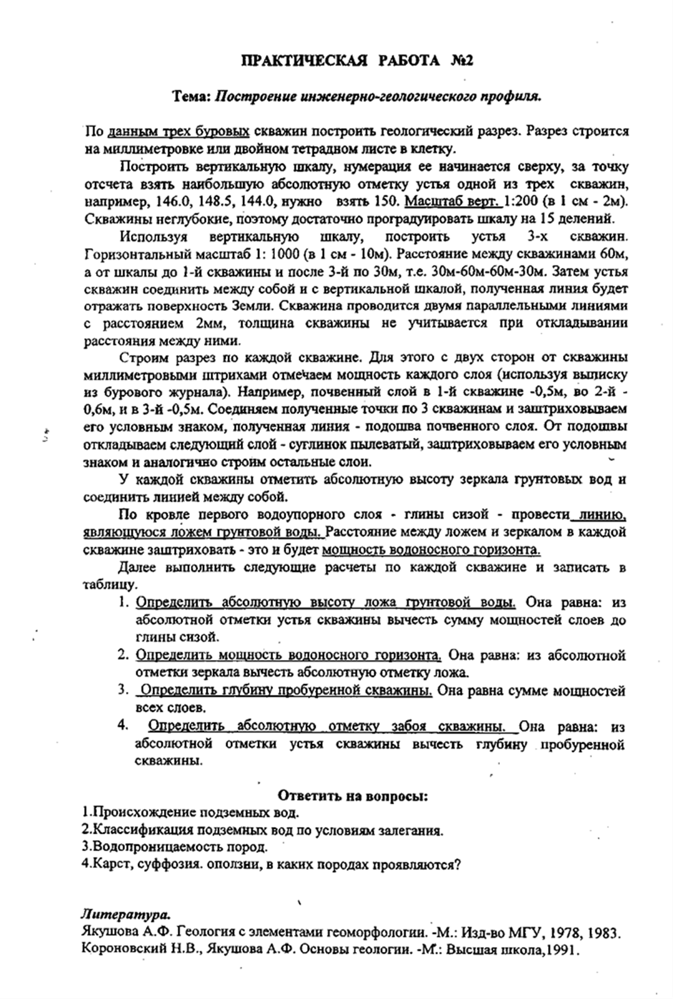 ПРАКТИЧЕСКАЯ РАБОТА №2
Тема: Построение инженерно-геологического профиля.
По данным трех буровых скважин построить геологический разрез. Разрез строится
на миллиметровке или двойном тетрадном листе в клетку.
Построить вертикальную шкалу, нумерация ее начинается сверху, за точку
отсчета взять наибольшую абсолютную отметку устья одной из трех скважин,
например, 146.0, 148.5, 144.0, нужно взять 150. Масштаб верт. 1:200 (в 1 см - 2м).
Скважины неглубокие, поэтому достаточно проградуировать шкалу на 15 делений.
Используя вертикальную шкалу, построить устья 3-х скважин.
Горизонтальный масштаб 1: 1000 (в 1 см - 10м). Расстояние между скважинами 60м,
а от шкалы до 1-й скважины и после 3-й по 30м, т.е. 30м-60м-60м-30м. Затем устья
скважин соединить между собой и с вертикальной шкалой, полученная линия будет
отражать поверхность Земли. Скважина проводится двумя параллельными линиями
с расстоянием 2мм, толщина скважины не учитывается при откладывании
расстояния между ними.
Строим разрез по каждой скважине. Для этого с двух сторон от скважины
миллиметровыми штрихами отмечаем мощность каждого слоя (используя выписку
из бурового журнала). Например, почвенный слой в 1-й скважине -0,5м, во 2-й -
0,6м, и в 3-й -0,5м. Соединяем полученные точки по 3 скважинам и заштриховываем
его условным знаком, полученная линия - подошва почвенного слоя. От подошвы
откладываем следующий слой - суглинок пылеватый, заштриховываем его условным
знаком и аналогично строим остальные слои.
У каждой скважины отметить абсолютную высоту зеркала грунтовых вод и
соединить линией между собой.
По кровле первого водоупорного слоя - глины сизой - провести линию,
являющуюся ложем грунтовой воды. Расстояние между ложем и зеркалом в каждой
скважине заштриховать - это и будет мощность водоносного горизонта.
Далее выполнить следующие расчеты по каждой скважине и записать в
таблицу.
1. Определить абсолютную высоту ложа грунтовой воды. Она равна: из
абсолютной отметки устья скважины вычесть сумму мощностей слоев до
глины сизой.
2. Определить мощность водоносного горизонта. Она равна: из абсолютной
отметки зеркала вычесть абсолютную отметку ложа.
3. Определить глубину пробуренной скважины. Она равна сумме мощностей
всех слоев.
4. Определить абсолютную отметку забоя скважины. Она равна: из
абсолютной отметки устья скважины вычесть глубину пробуренной
скважины.
Ответить на вопросы:
1.Происхождение подземных вод.
2.Классификация подземных вод по условиям залегания.
3.Водопроницаемость пород.
4.Карст, суффозия. оползни, в каких породах проявляются?
Литература.
Якушова А.Ф. Геология с элементами геоморфологии. -М.: Изд-во МГУ, 1978, 1983.
Короновский Н.В., Якушова А.Ф. Основы геологии. -М.: Высшая школа,1991.